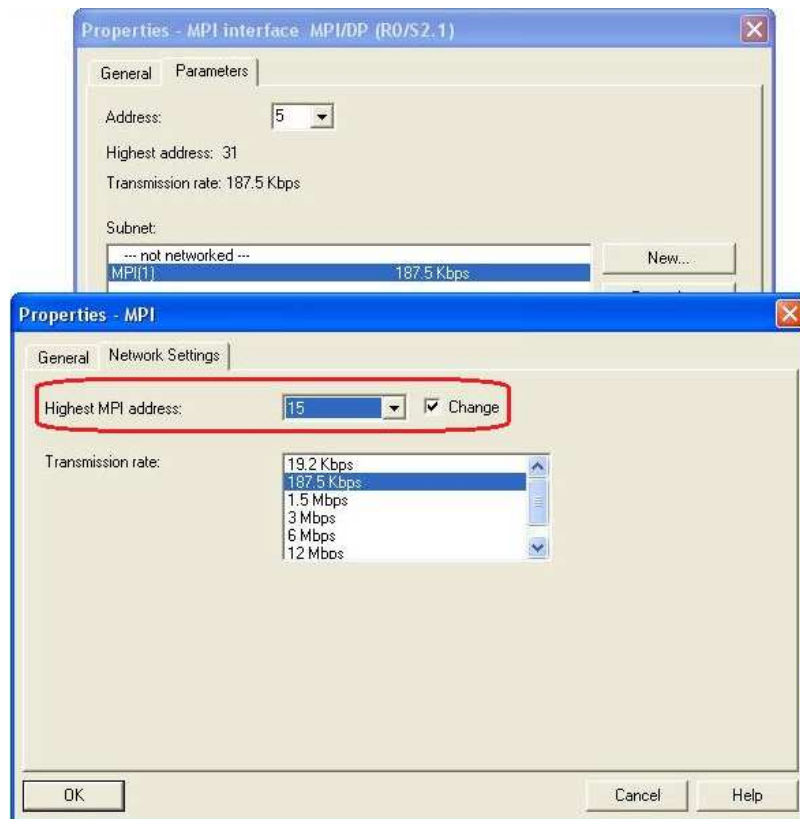 Properties - MPI interface MPI/DP (R0/S2.1)
General Parameters
Address: 5
Highest address: 31
Transmission rate: 187.5 Kbps
Subnet:
--- not networked ---
New...
MPI(1) 187.5 Kbps
Properties - MPI
General Network Settings
Highest MPI address: 15 Change
Transmission rate:
19.2 Kbps
187.5 Kbps
1.5 Mbps
3 Mbps
6 Mbps
12 Mbps
OK Cancel Help